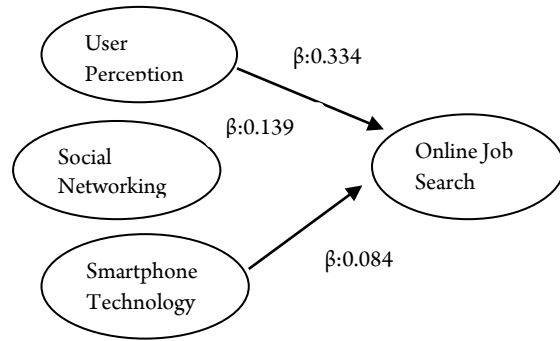 User
Perception
β:0.334
β:0.139
Social
Networking
Online Job
Search
Smartphone
Technology
β:0.084